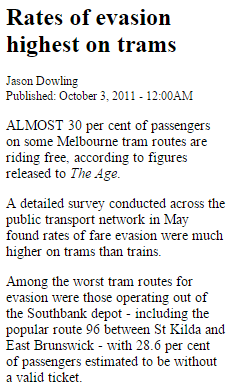 Rates of evasion
highest on trams
Jason Dowling
Published: October 3, 2011 - 12:00AM
ALMOST 30 per cent of passengers
on some Melbourne tram routes are
riding free, according to figures
released to The Age.
A detailed survey conducted across the
public transport network in May
found rates of fare evasion were much
higher on trams than trains.
Among the worst tram routes for
evasion were those operating out of
the Southbank depot - including the
popular route 96 between St Kilda and
East Brunswick - with 28.6 per cent
of passengers estimated to be without
a valid ticket.